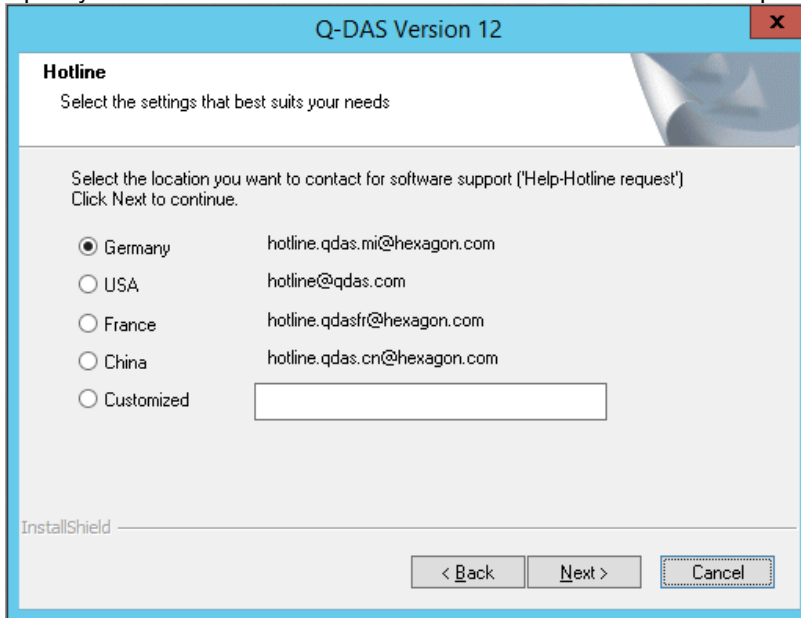 Q-DAS Version 12
x
Hotline
Select the settings that best suits your needs
Select the location you want to contact for software support ('Help-Hotline request')
Click Next to continue.
Germany hotline.qdas.mi@hexagon.com
USA hotline@qdas.com
France hotline.qdasfr@hexagon.com
China hotline.qdas.cn@hexagon.com
Customized
InstallShield
< Back Next > Cancel